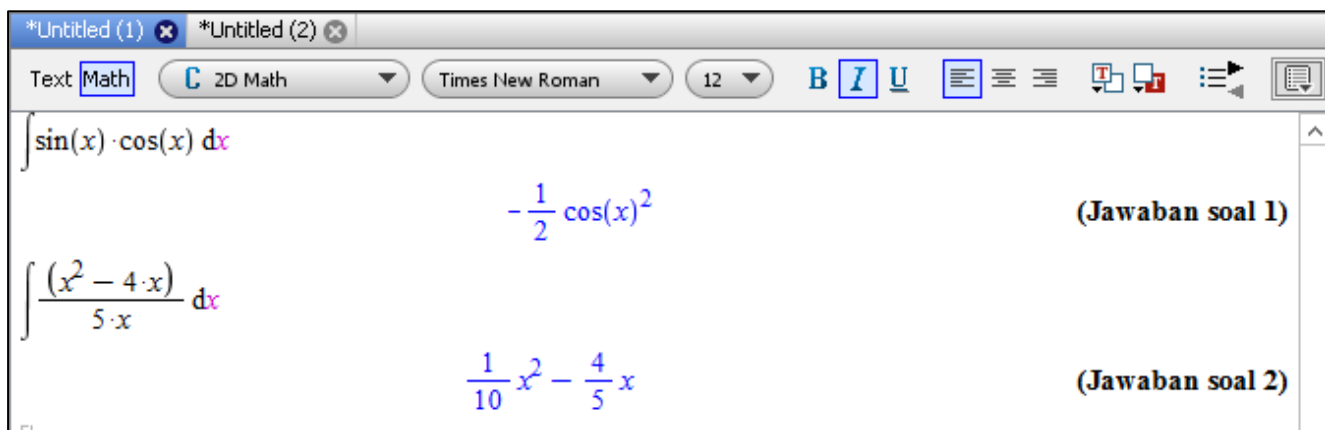 *Untitled (1) *Untitled (2)
Text Math C 2D Math Times New Roman 12 B I U
∫sin(x)·cos(x) dx
-1/2 cos(x)^2 (Jawaban soal 1)
∫(x^2 − 4·x)/(5·x) dx
1/10 x^2 − 4/5 x (Jawaban soal 2)